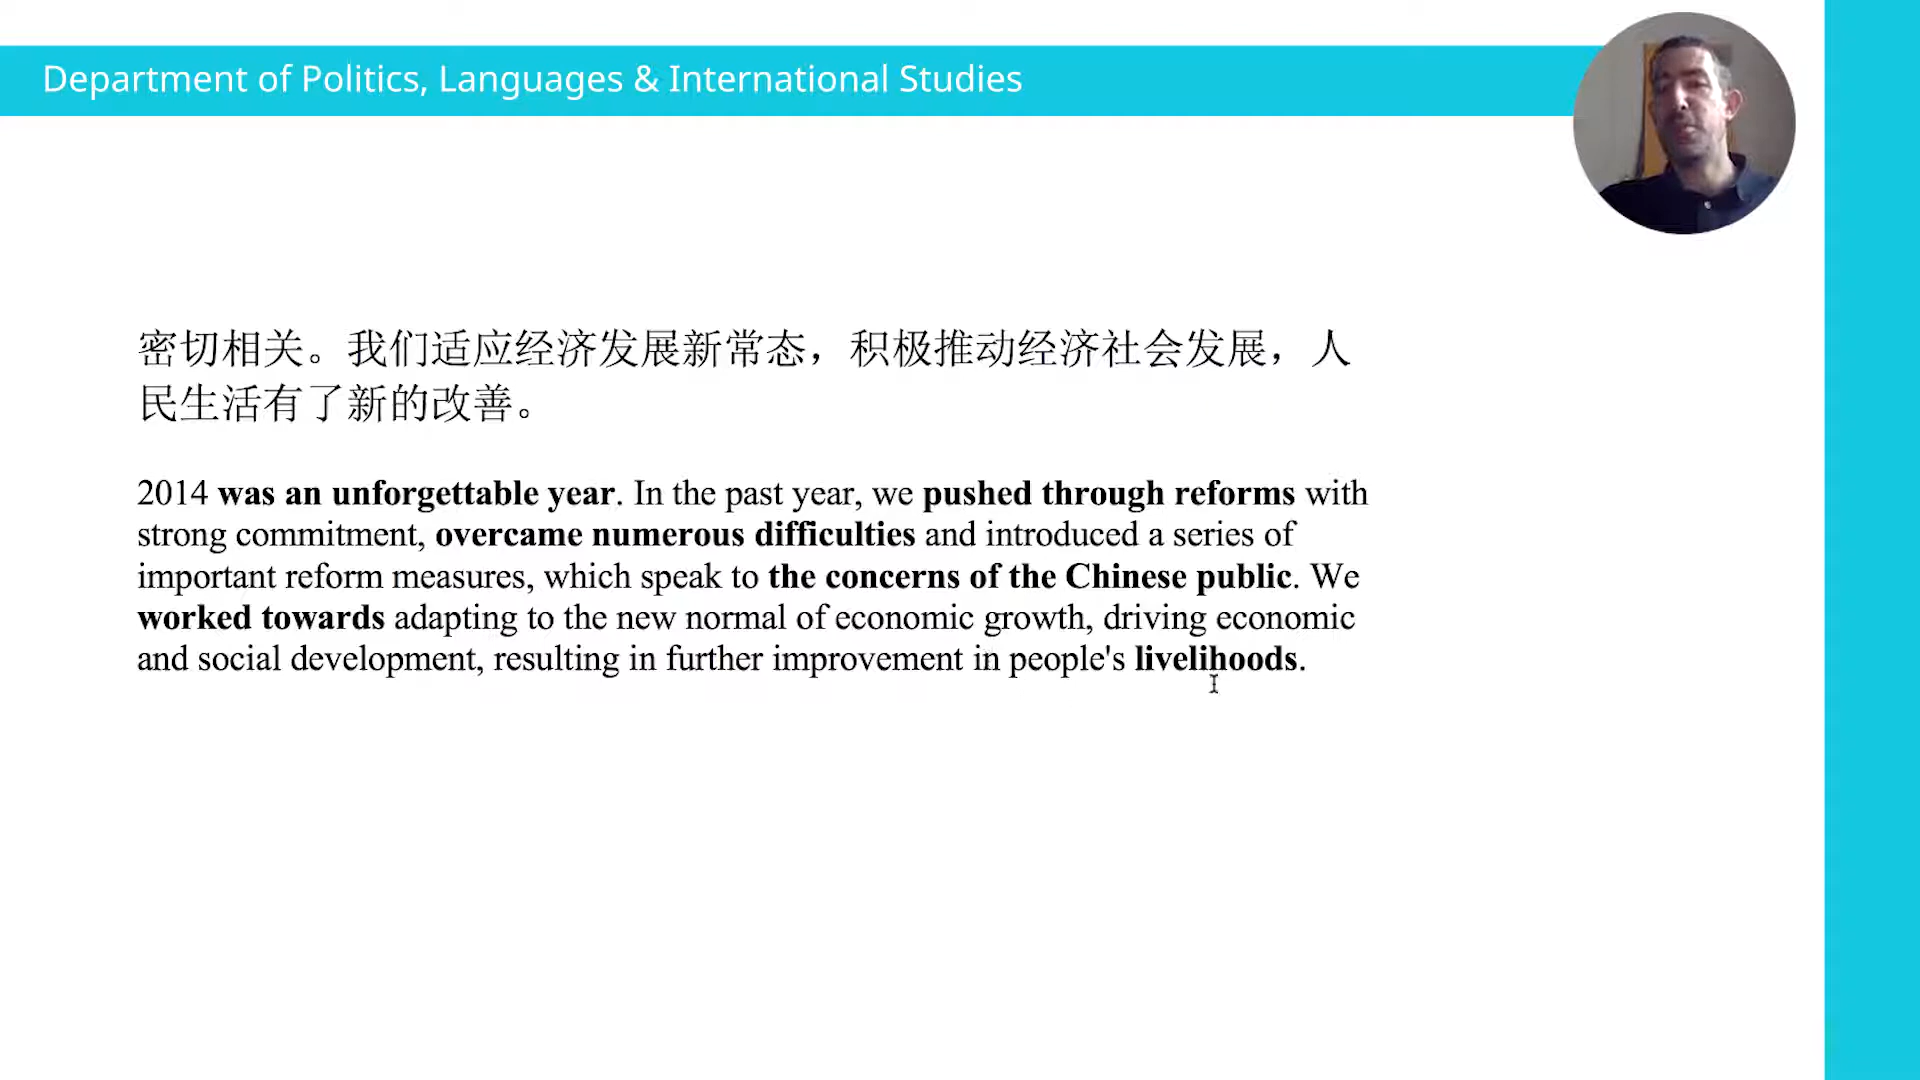 Department of Politics, Languages & International Studies
密切相关。我们适应经济发展新常态，积极推动经济社会发展，人
民生活有了新的改善。
2014 was an unforgettable year. In the past year, we pushed through reforms with
strong commitment, overcame numerous difficulties and introduced a series of
important reform measures, which speak to the concerns of the Chinese public. We
worked towards adapting to the new normal of economic growth, driving economic
and social development, resulting in further improvement in people's livelihoods.